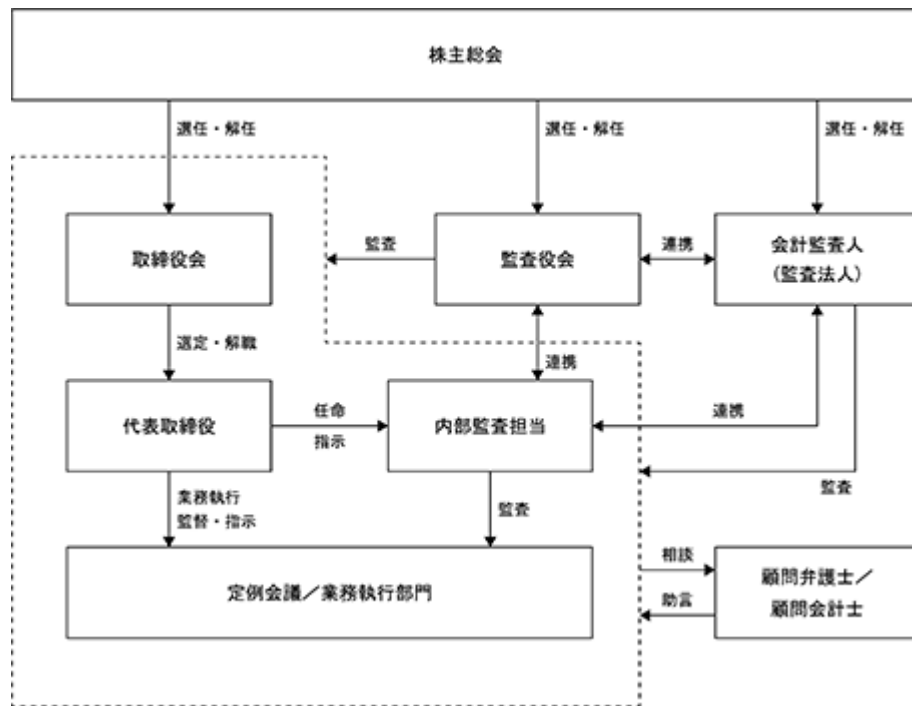 株主総会
選任・解任
選任・解任
選任・解任
取締役会
監査
監査役会
連携
会計監査人
(監査法人)
選定・解職
連携
代表取締役
任命
指示
内部監査担当
連携
監査
業務執行
監督・指示
監査
定例会議／業務執行部門
相談
助言
顧問弁護士／
顧問会計士